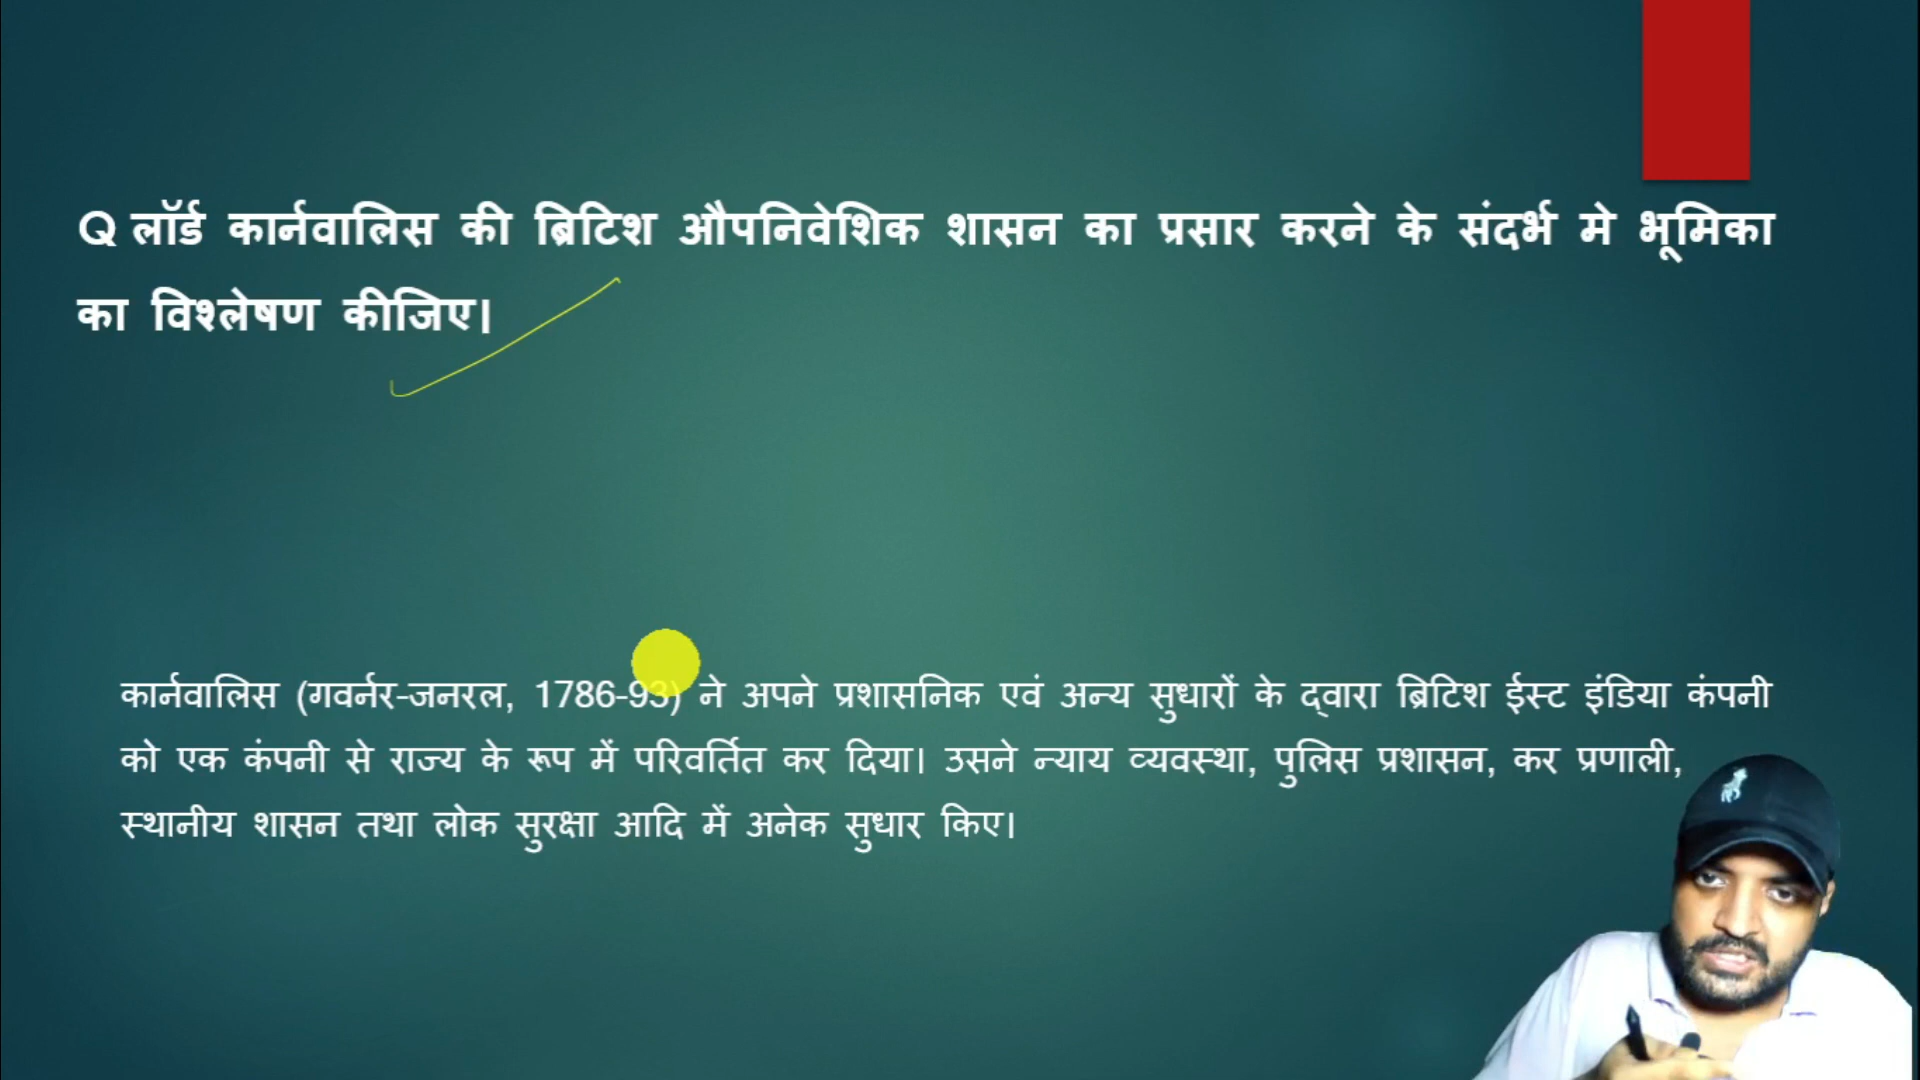 Q लॉर्ड कार्नवालिस की ब्रिटिश औपनिवेशिक शासन का प्रसार करने के संदर्भ मे भूमिका
का विश्लेषण कीजिए।
कार्नवालिस (गवर्नर-जनरल, 1786-93) ने अपने प्रशासनिक एवं अन्य सुधारों के द्वारा ब्रिटिश ईस्ट इंडिया कंपनी
को एक कंपनी से राज्य के रूप में परिवर्तित कर दिया। उसने न्याय व्यवस्था, पुलिस प्रशासन, कर प्रणाली,
स्थानीय शासन तथा लोक सुरक्षा आदि में अनेक सुधार किए।